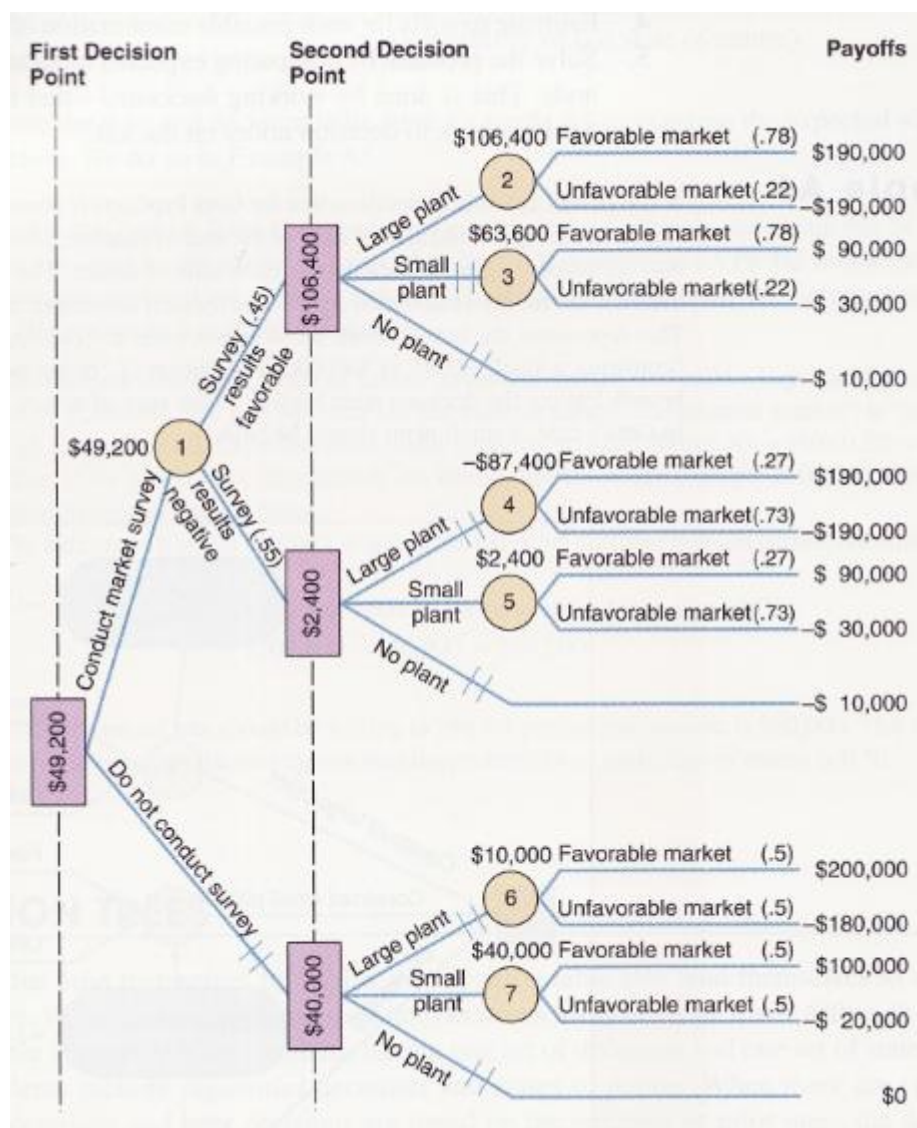 First Decision Point
Second Decision Point
Payoffs
$106,400 Favorable market (.78) $190,000
2
Large plant
Unfavorable market(.22) –$190,000
$106,400
$63,600 Favorable market (.78) $ 90,000
Small plant
3
Unfavorable market(.22) –$ 30,000
No plant
–$ 10,000
Survey (.45) results favorable
$49,200
1
Survey (.55) results negative
Conduct market survey
–$87,400 Favorable market (.27) $190,000
4
Large plant
Unfavorable market(.73) –$190,000
$2,400
$2,400 Favorable market (.27) $ 90,000
Small plant
5
Unfavorable market(.73) –$ 30,000
No plant
–$ 10,000
$49,200
Do not conduct survey
$10,000 Favorable market (.5) $200,000
6
Large plant
Unfavorable market (.5) –$180,000
$40,000
$40,000 Favorable market (.5) $100,000
Small plant
7
Unfavorable market (.5) –$ 20,000
No plant
$0